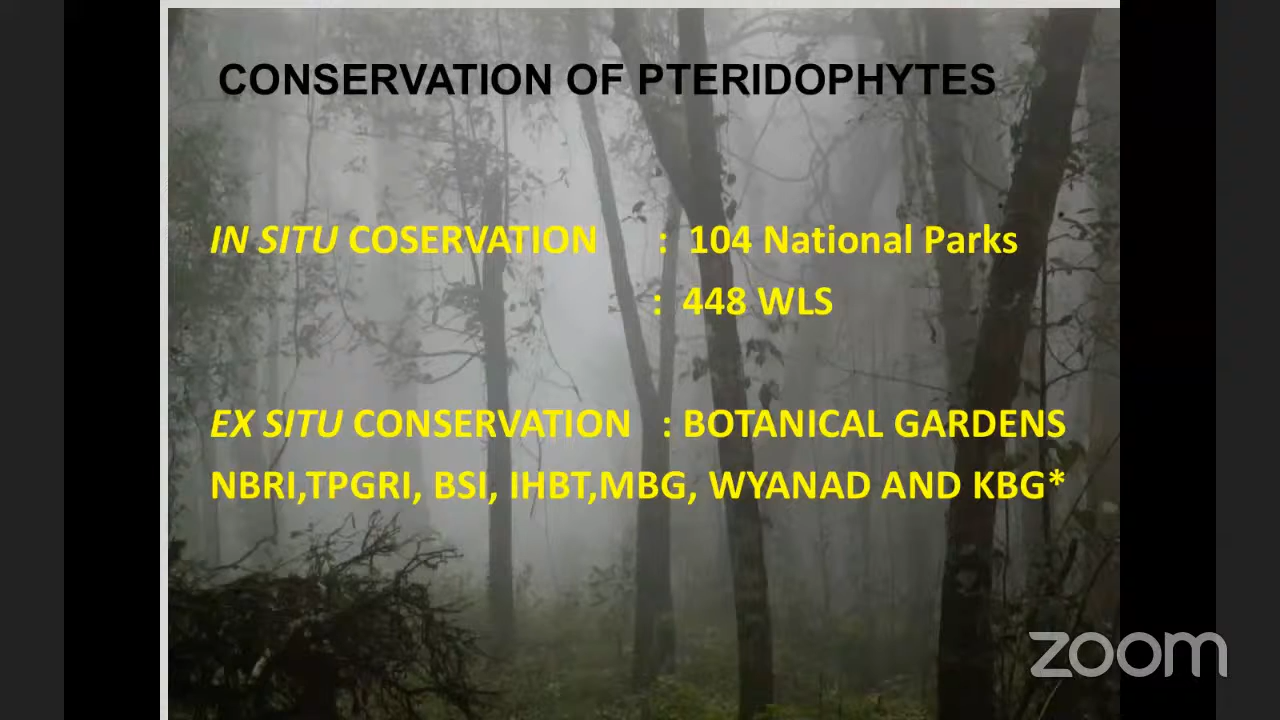 CONSERVATION OF PTERIDOPHYTES
IN SITU COSERVATION : 104 National Parks
: 448 WLS
EX SITU CONSERVATION : BOTANICAL GARDENS
NBRI,TPGRI, BSI, IHBT,MBG, WYANAD AND KBG*
zoom